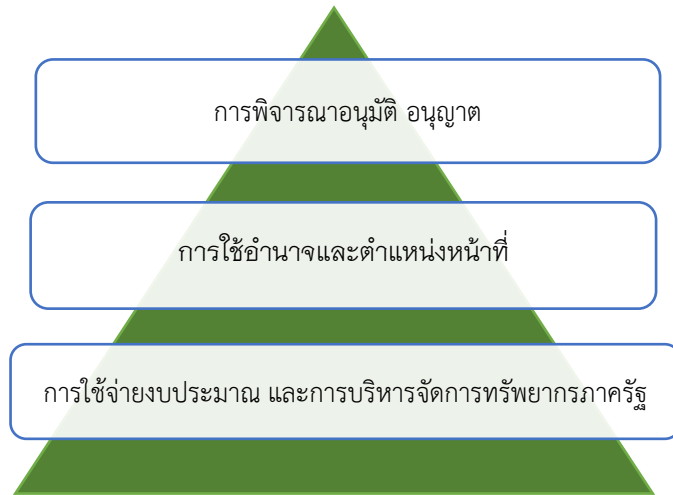 การพิจารณาอนุมัติ อนุญาต
การใช้อำนาจและตำแหน่งหน้าที่
การใช้จ่ายงบประมาณ และการบริหารจัดการทรัพยากรภาครัฐ